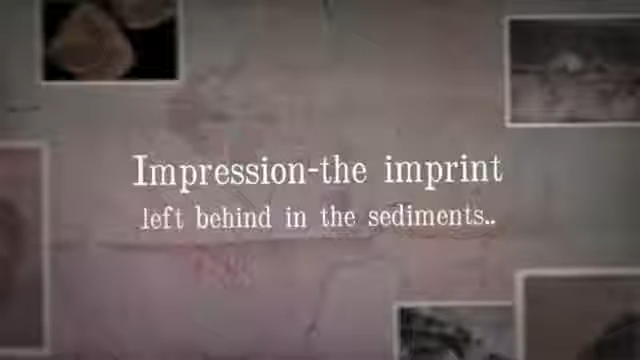 Impression-the imprint
left behind in the sediments..